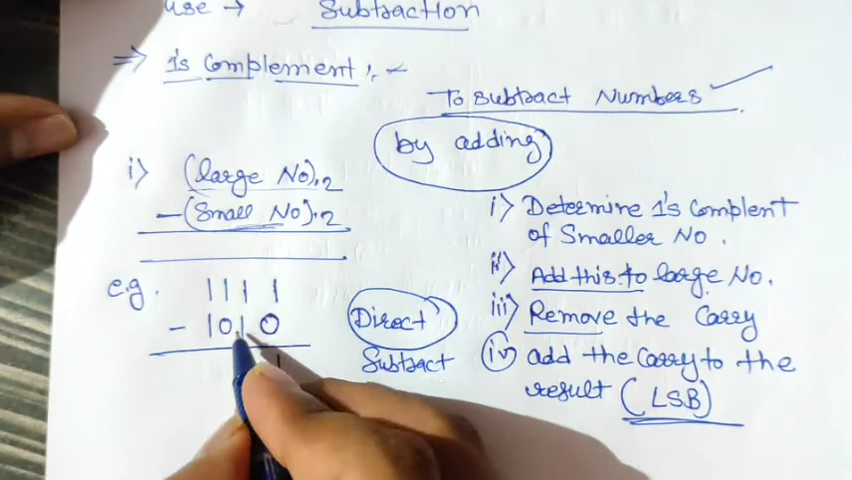 use → Subtraction
⇒ 1's Complement :-
To subtract Numbers
by adding
i> (large No).2
- (Small No).2
i> Determine 1's Complent
of Smaller No.
ii> Add this to large No.
iii> Remove the Carry
iv> add the Carry to the
result (LSB)
e.g. 1111
- 1010
1
Direct
Subtract